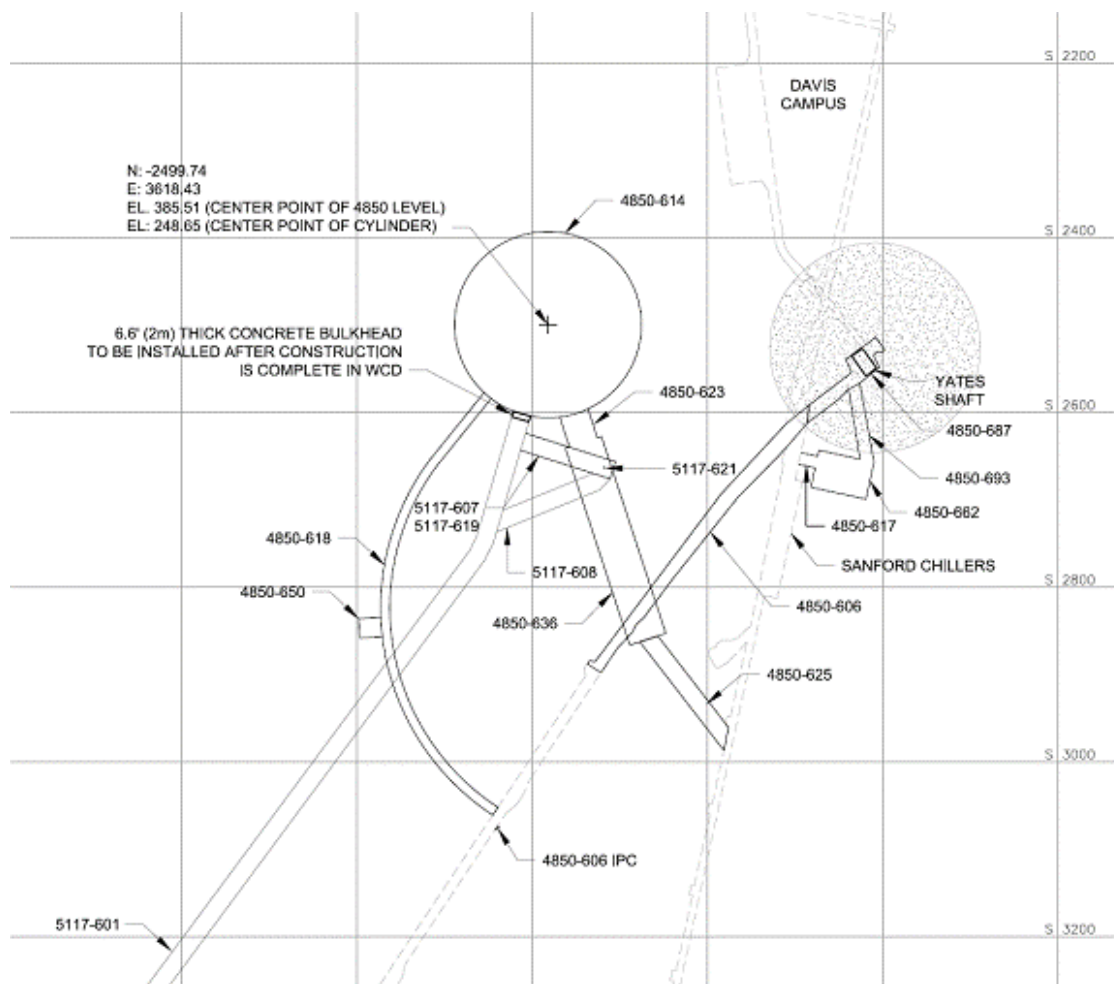 S 2200
DAVIS
CAMPUS
N: -2499.74
E: 3618.43
EL. 385.51 (CENTER POINT OF 4850 LEVEL)
EL: 248.65 (CENTER POINT OF CYLINDER)
4850-614
S 2400
6.6' (2m) THICK CONCRETE BULKHEAD
TO BE INSTALLED AFTER CONSTRUCTION
IS COMPLETE IN WCD
4850-623
YATES
SHAFT
S 2600
4850-687
5117-621
4850-693
5117-607
5117-619
4850-662
4850-617
4850-618
5117-608
SANFORD CHILLERS
S 2800
4850-650
4850-636
4850-606
4850-625
S 3000
4850-606 IPC
5117-601
S 3200